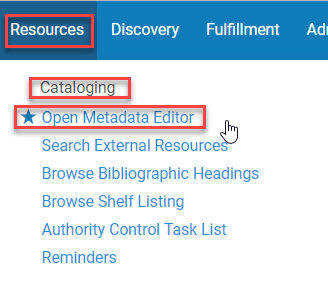 Resources Discovery Fulfillment
Cataloging
Open Metadata Editor
Search External Resources
Browse Bibliographic Headings
Browse Shelf Listing
Authority Control Task List
Reminders